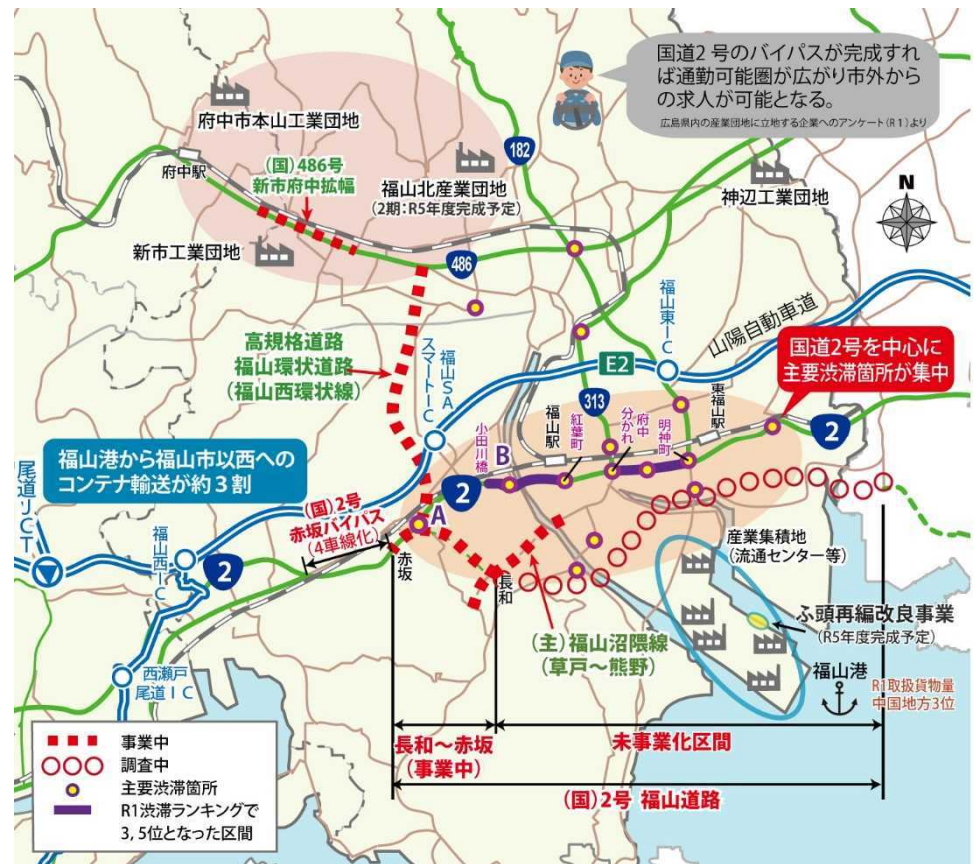 国道2号のバイパスが完成すれ
ば通勤可能圏が広がり市外から
の求人が可能となる。
広島県内の産業団地に立地する企業へのアンケート(R1)より
府中市本山工業団地
府中駅
(国)486号
新市府中拡幅
福山北産業団地
(2期:R5年度完成予定)
182
神辺工業団地
N
新市工業団地
486
高規格道路
福山環状道路
(福山西環状線)
福山SA
スマートIC
福山東IC
山陽自動車道
E2
313
国道2号を中心に
主要渋滞箇所が集中
2
福山駅
東福山駅
小田川橋
紅葉町
府中
分かれ
明神町
B
2
A
福山港から福山市以西への
コンテナ輸送が約3割
(国)2号
赤坂バイパス
(4車線化)
尾道JCT
福山西IC
2
赤坂
長和
産業集積地
(流通センター等)
ふ頭再編改良事業
(R5年度完成予定)
福山港
R1取扱貨物量
中国地方3位
(主)福山沼隈線
(草戸〜熊野)
西瀬戸
尾道IC
長和〜赤坂
(事業中)
未事業化区間
(国)2号 福山道路
事業中
調査中
主要渋滞箇所
R1渋滞ランキングで
3,5位となった区間